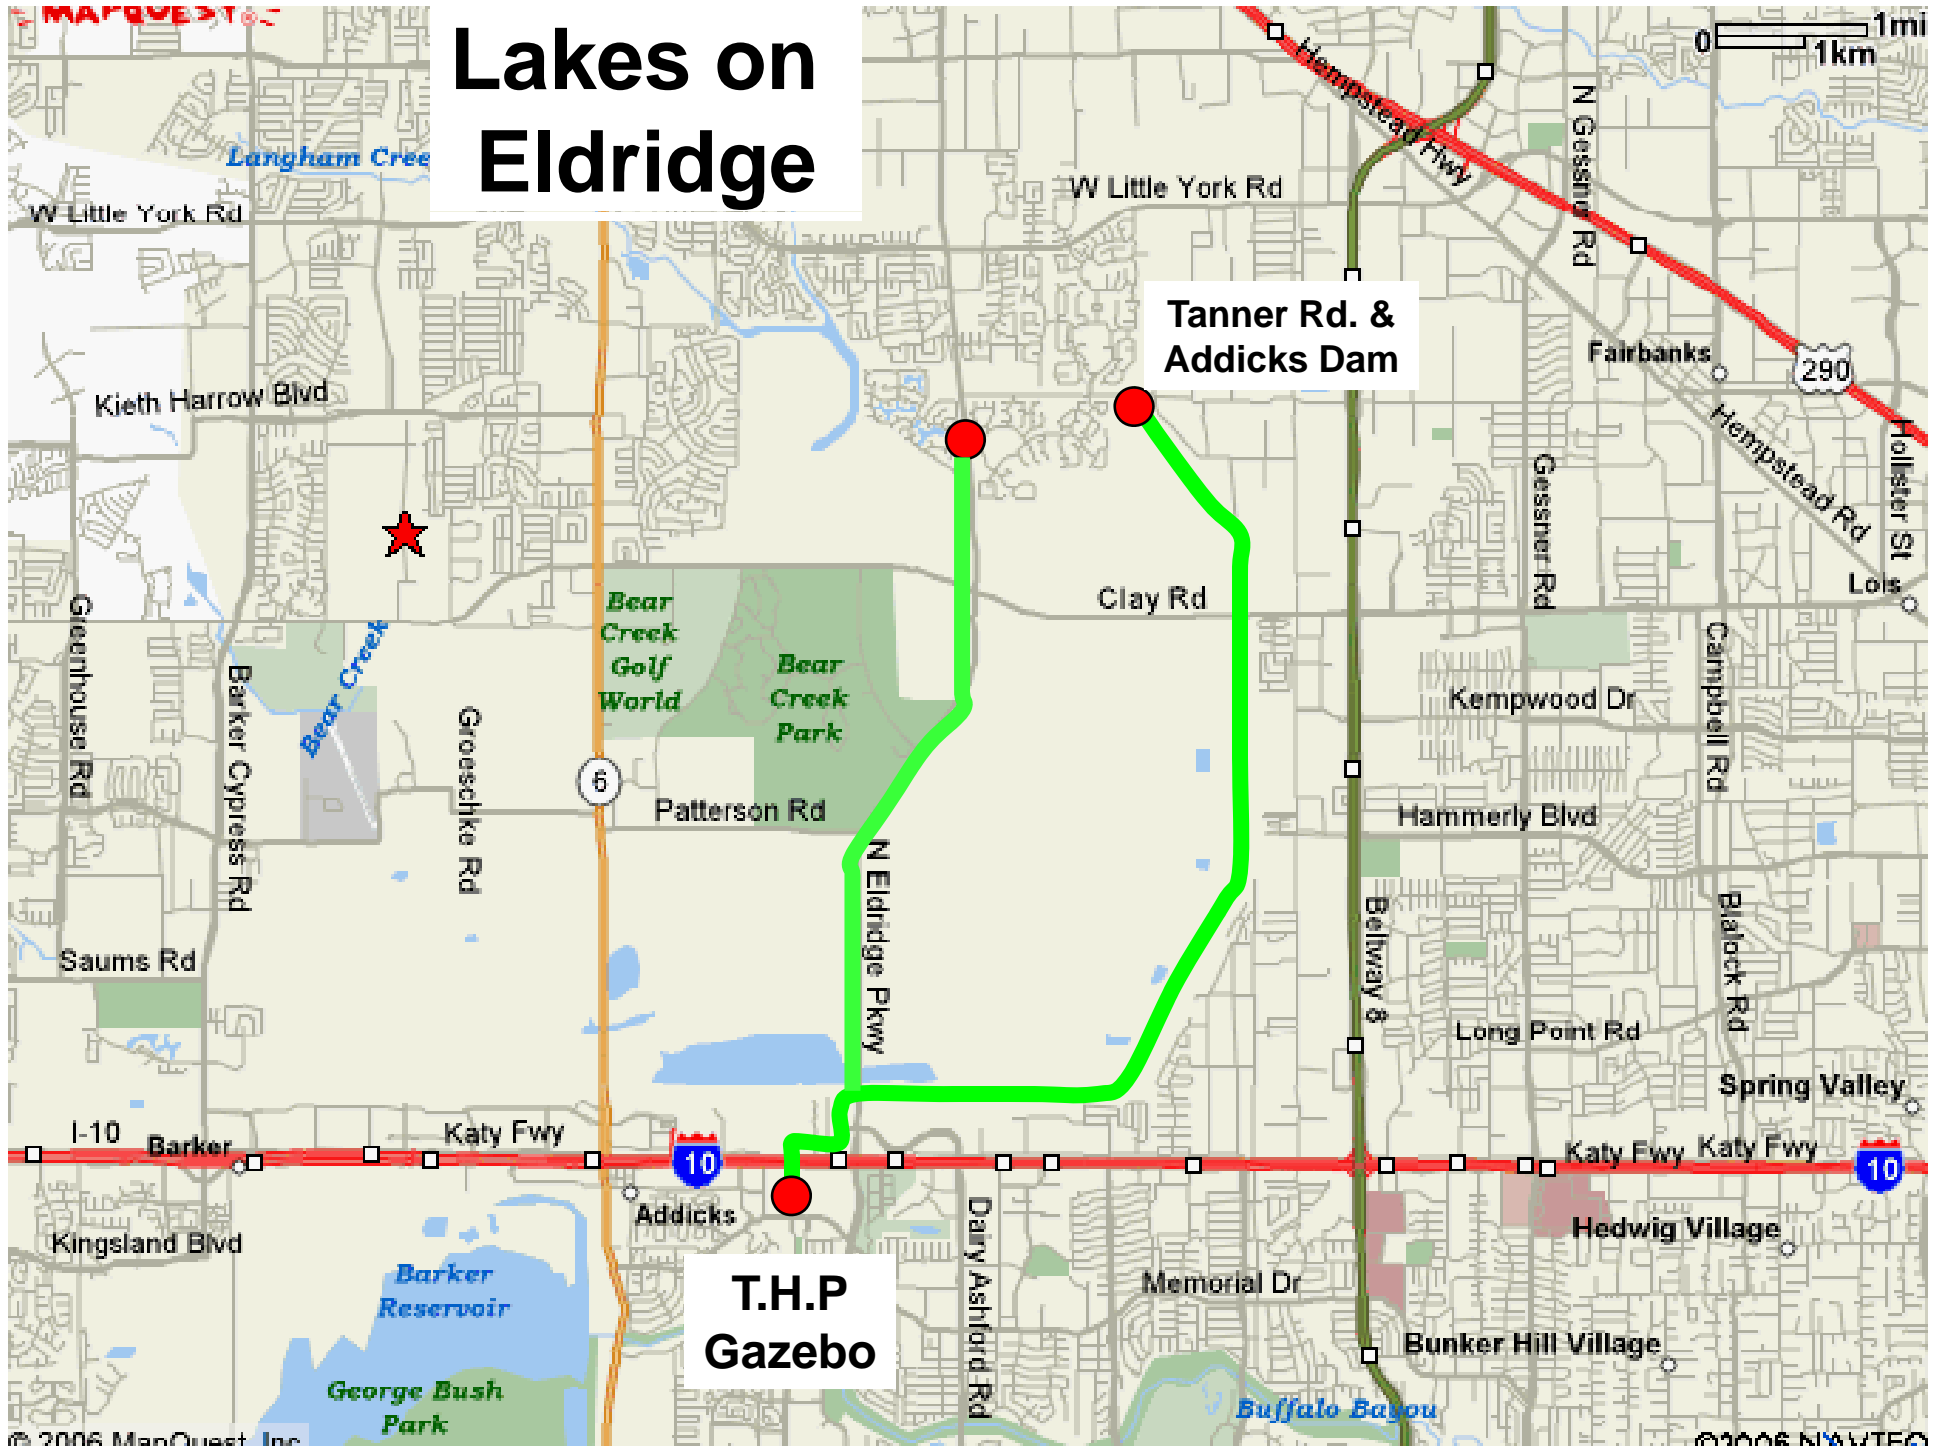 MAPQUEST
Lakes on
Eldridge
0
1mi
1km
Hempstead Hwy
N Gessner Rd
Langham Cree
W Little York Rd
W Little York Rd
Tanner Rd. &
Addicks Dam
Fairbanks
290
Kieth Harrow Blvd
Hempstead Rd
Hollister St
Gessner Rd
Lois
Clay Rd
Bear
Creek
Golf
World
Bear
Creek
Park
Greenhouse Rd
Bear Creek
Barker Cypress Rd
Groeschke Rd
Campbell Rd
Kempwood Dr
6
Patterson Rd
Hammerly Blvd
N Eldridge Pkwy
Beltway 8
Blalock Rd
Saums Rd
Long Point Rd
Spring Valley
I-10
Barker
Katy Fwy
10
Katy Fwy
Katy Fwy
10
Addicks
Dairy Ashford Rd
Hedwig Village
Kingsland Blvd
Barker
Reservoir
T.H.P
Gazebo
Memorial Dr
Bunker Hill Village
George Bush
Park
Buffalo Bayou
© 2006 MapQuest, Inc
©2006 NAVTEQ